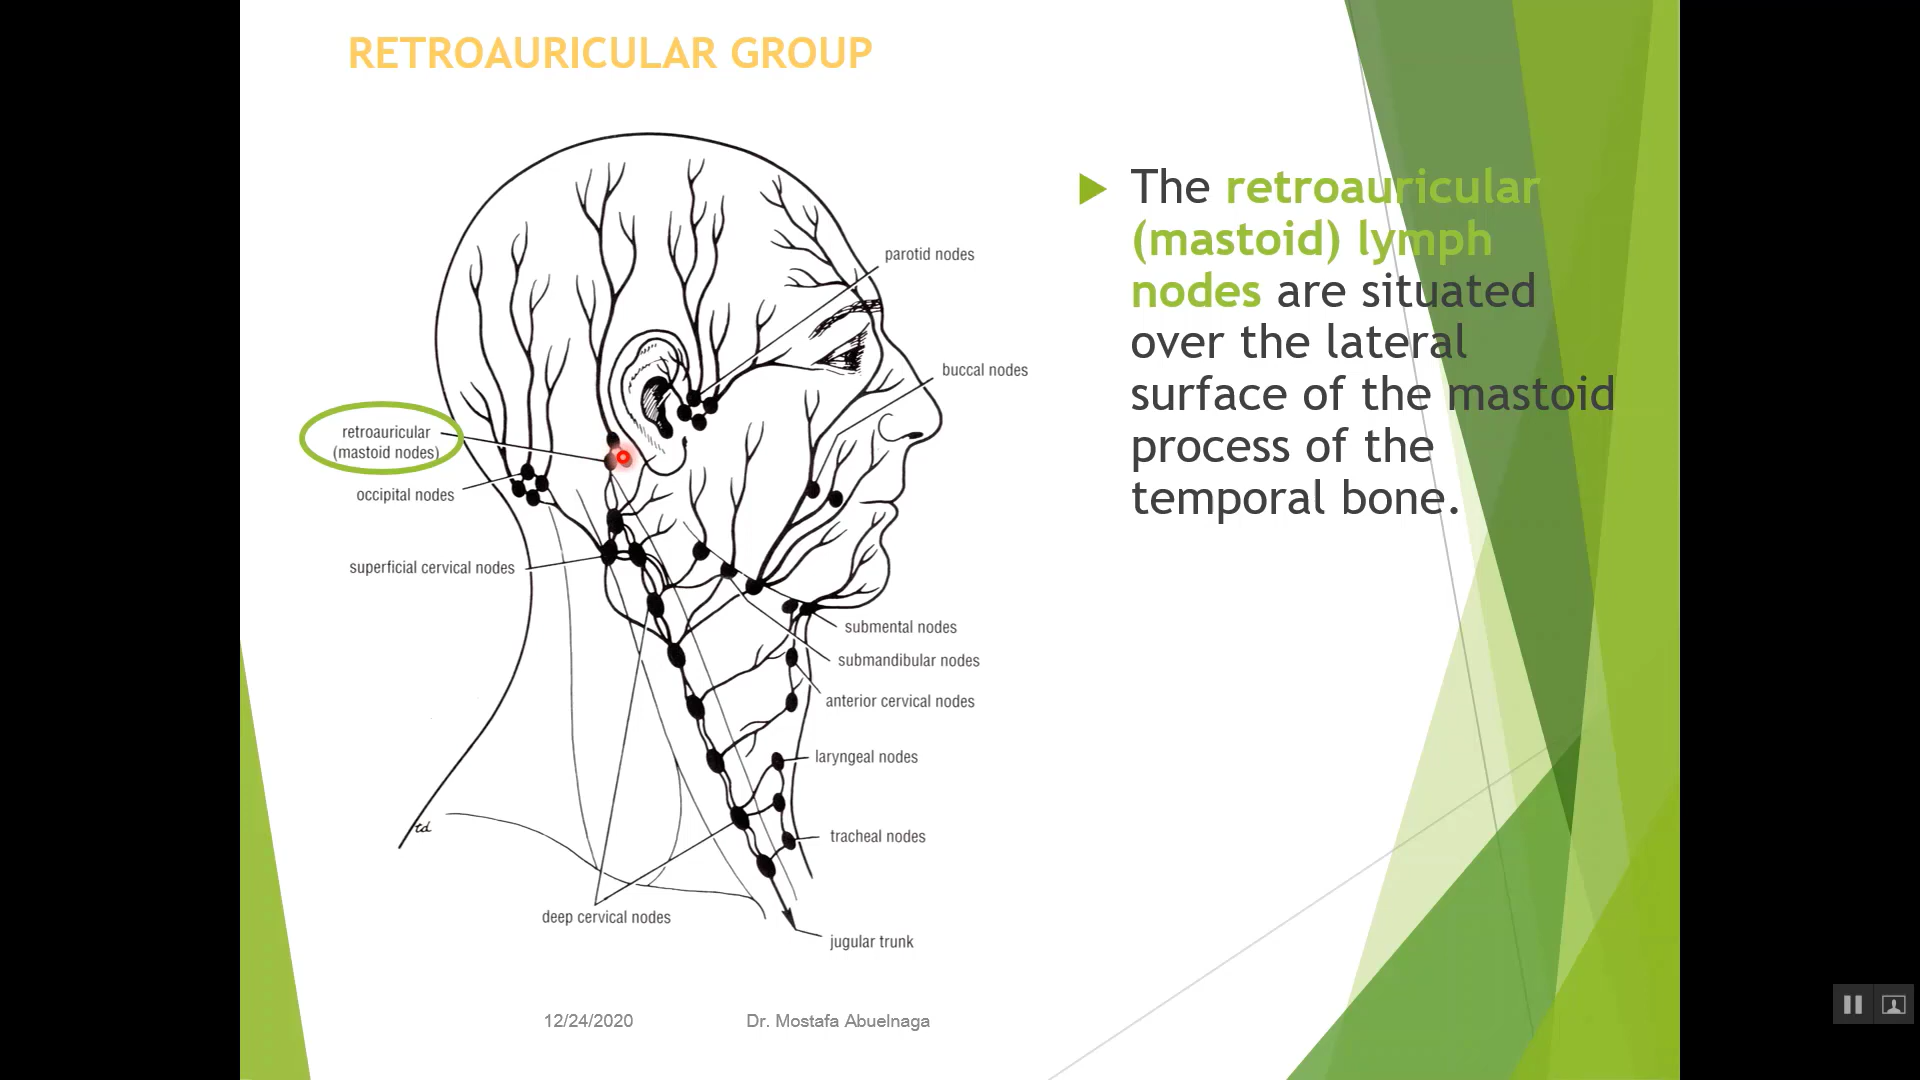 RETROAURICULAR GROUP
The retroauricular
(mastoid) lymph
nodes are situated
over the lateral
surface of the mastoid
process of the
temporal bone.
parotid nodes
buccal nodes
retroauricular
(mastoid nodes)
occipital nodes
superficial cervical nodes
submental nodes
submandibular nodes
anterior cervical nodes
laryngeal nodes
tracheal nodes
deep cervical nodes
jugular trunk
td
12/24/2020
Dr. Mostafa Abuelnaga